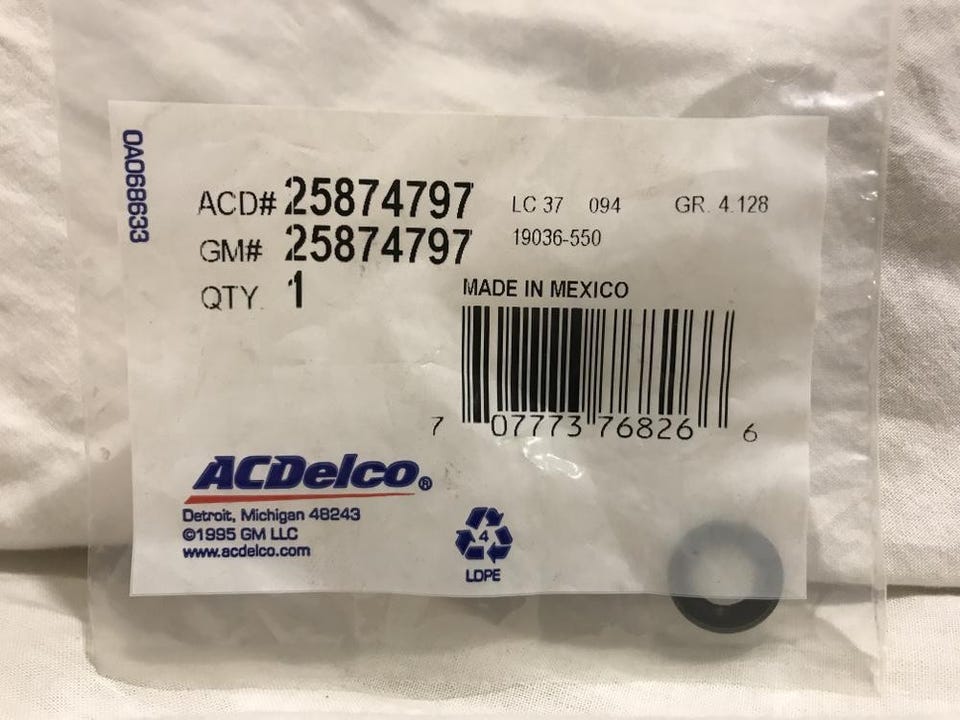 0A068633
ACD# 25874797 LC 37 094 GR. 4.128
GM# 25874797 19036-550
QTY. 1
MADE IN MEXICO
7 07773 76826 6
ACDelco®
Detroit, Michigan 48243
©1995 GM LLC
www.acdelco.com
4
LDPE